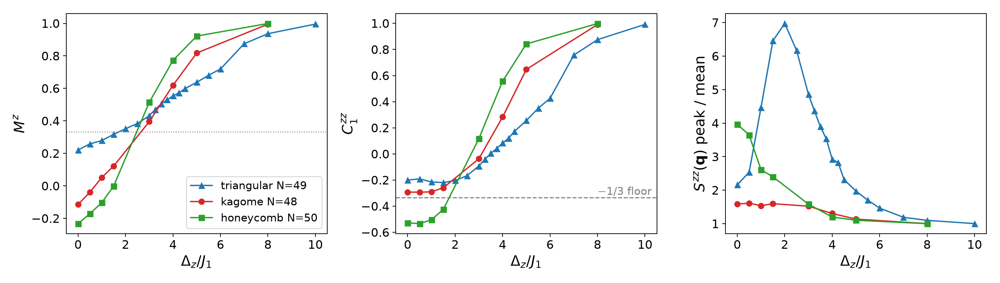 1.0
0.8
0.6
0.4
0.2
0.0
−0.2
M^z
0 2 4 6 8 10
Δ_z/J_1
triangular N=49
kagome N=48
honeycomb N=50
1.0
0.8
0.6
0.4
0.2
0.0
−0.2
−0.4
−0.6
C_1^{zz}
−1/3 floor
0 2 4 6 8 10
Δ_z/J_1
7
6
5
4
3
2
1
S^{zz}(q) peak / mean
0 2 4 6 8 10
Δ_z/J_1